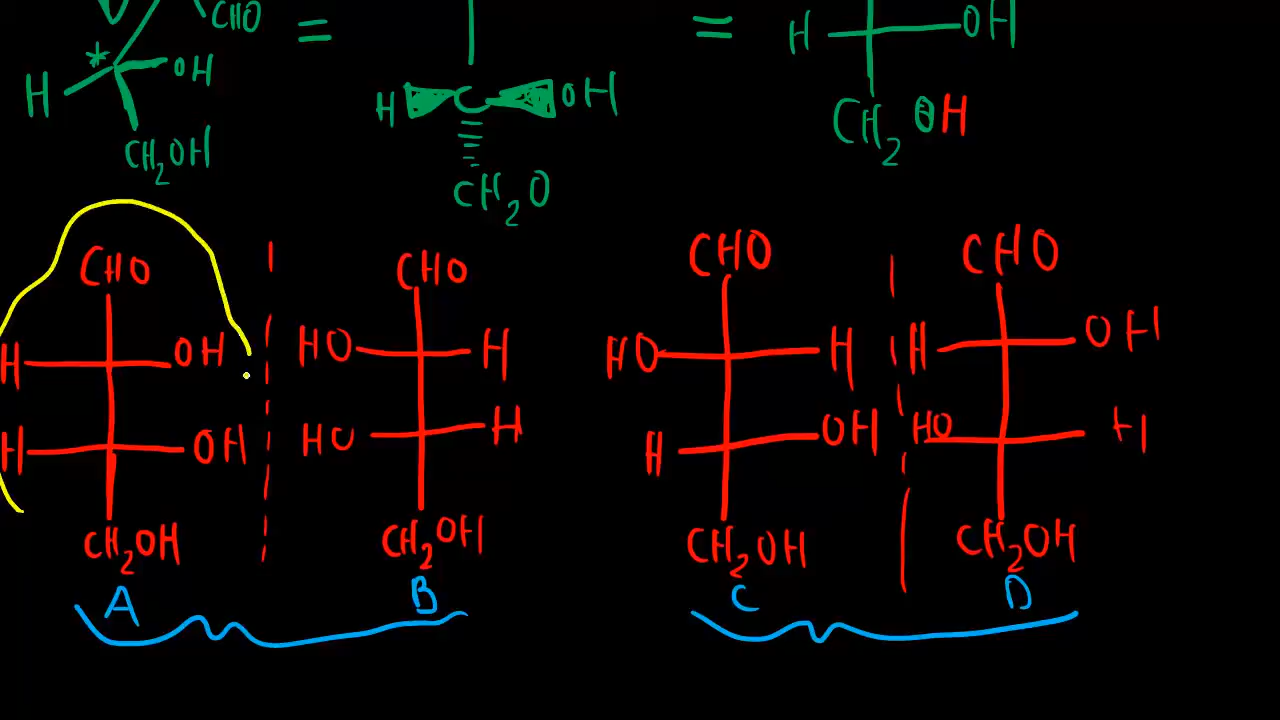 CHO = = H OH
* H OH H C OH
CH2OH CH2O CH2OH
CHO CHO CHO CHO
H OH HO H HO H H OH
H OH HO H H OH HO H
CH2OH CH2OH CH2OH CH2OH
A B C D